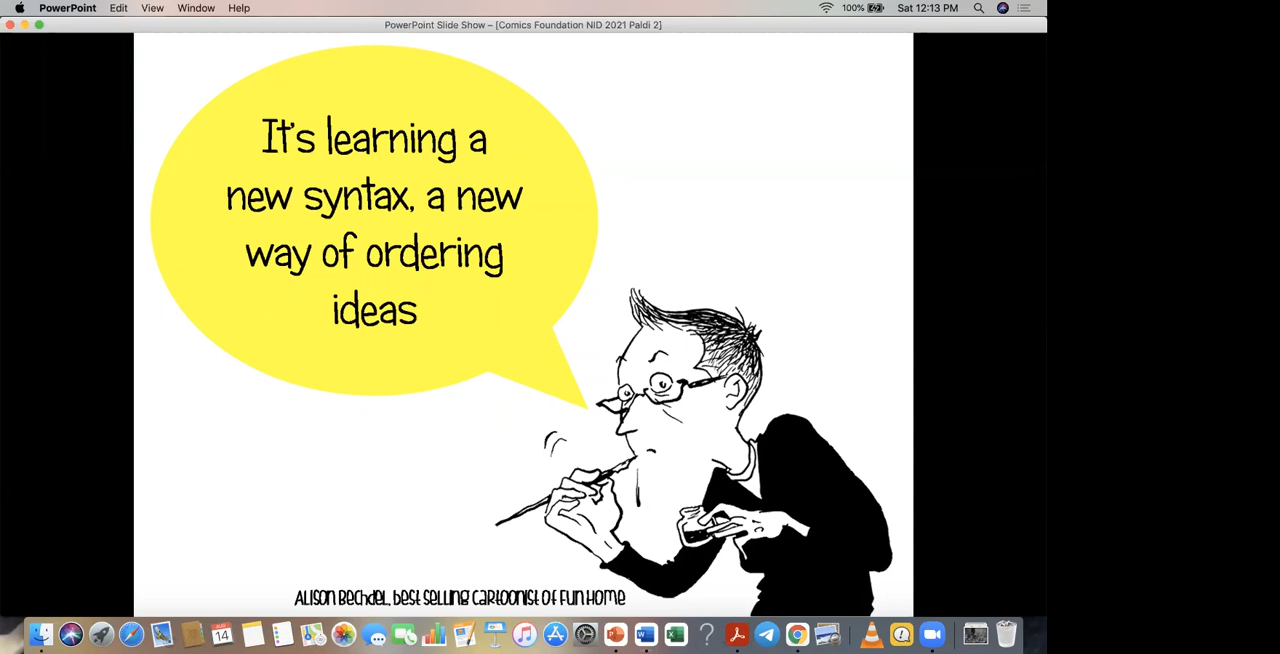 PowerPoint Edit View Window Help 100% Sat 12:13 PM
PowerPoint Slide Show – [Comics Foundation NID 2021 Paldi 2]
It's learning a
new syntax, a new
way of ordering
ideas
Alison Bechdel, best selling cartoonist of Fun Home
14